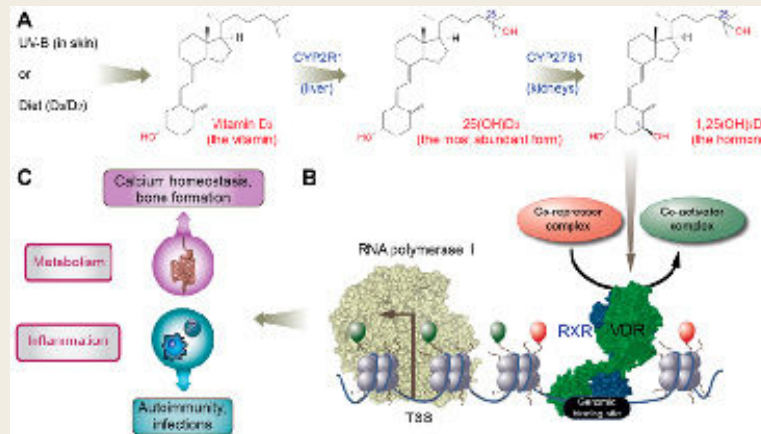 A
UV-B (in skin)
or
Diet (D₃/D₂)
HO
Vitamin D₃
(the vitamin)
CYP2R1
(liver)
25
OH
HO
25(OH)D₃
(the most abundant form)
CYP27B1
(kidneys)
25
OH
HO
OH
1,25(OH)₂D
(the hormone
C
Calcium homeostasis,
bone formation
Metabolism
Inflammation
Autoimmunity,
infections
B
RNA polymerase II
Co-repressor
complex
Co-activator
complex
RXR
VDR
TSS
Genomic
binding site